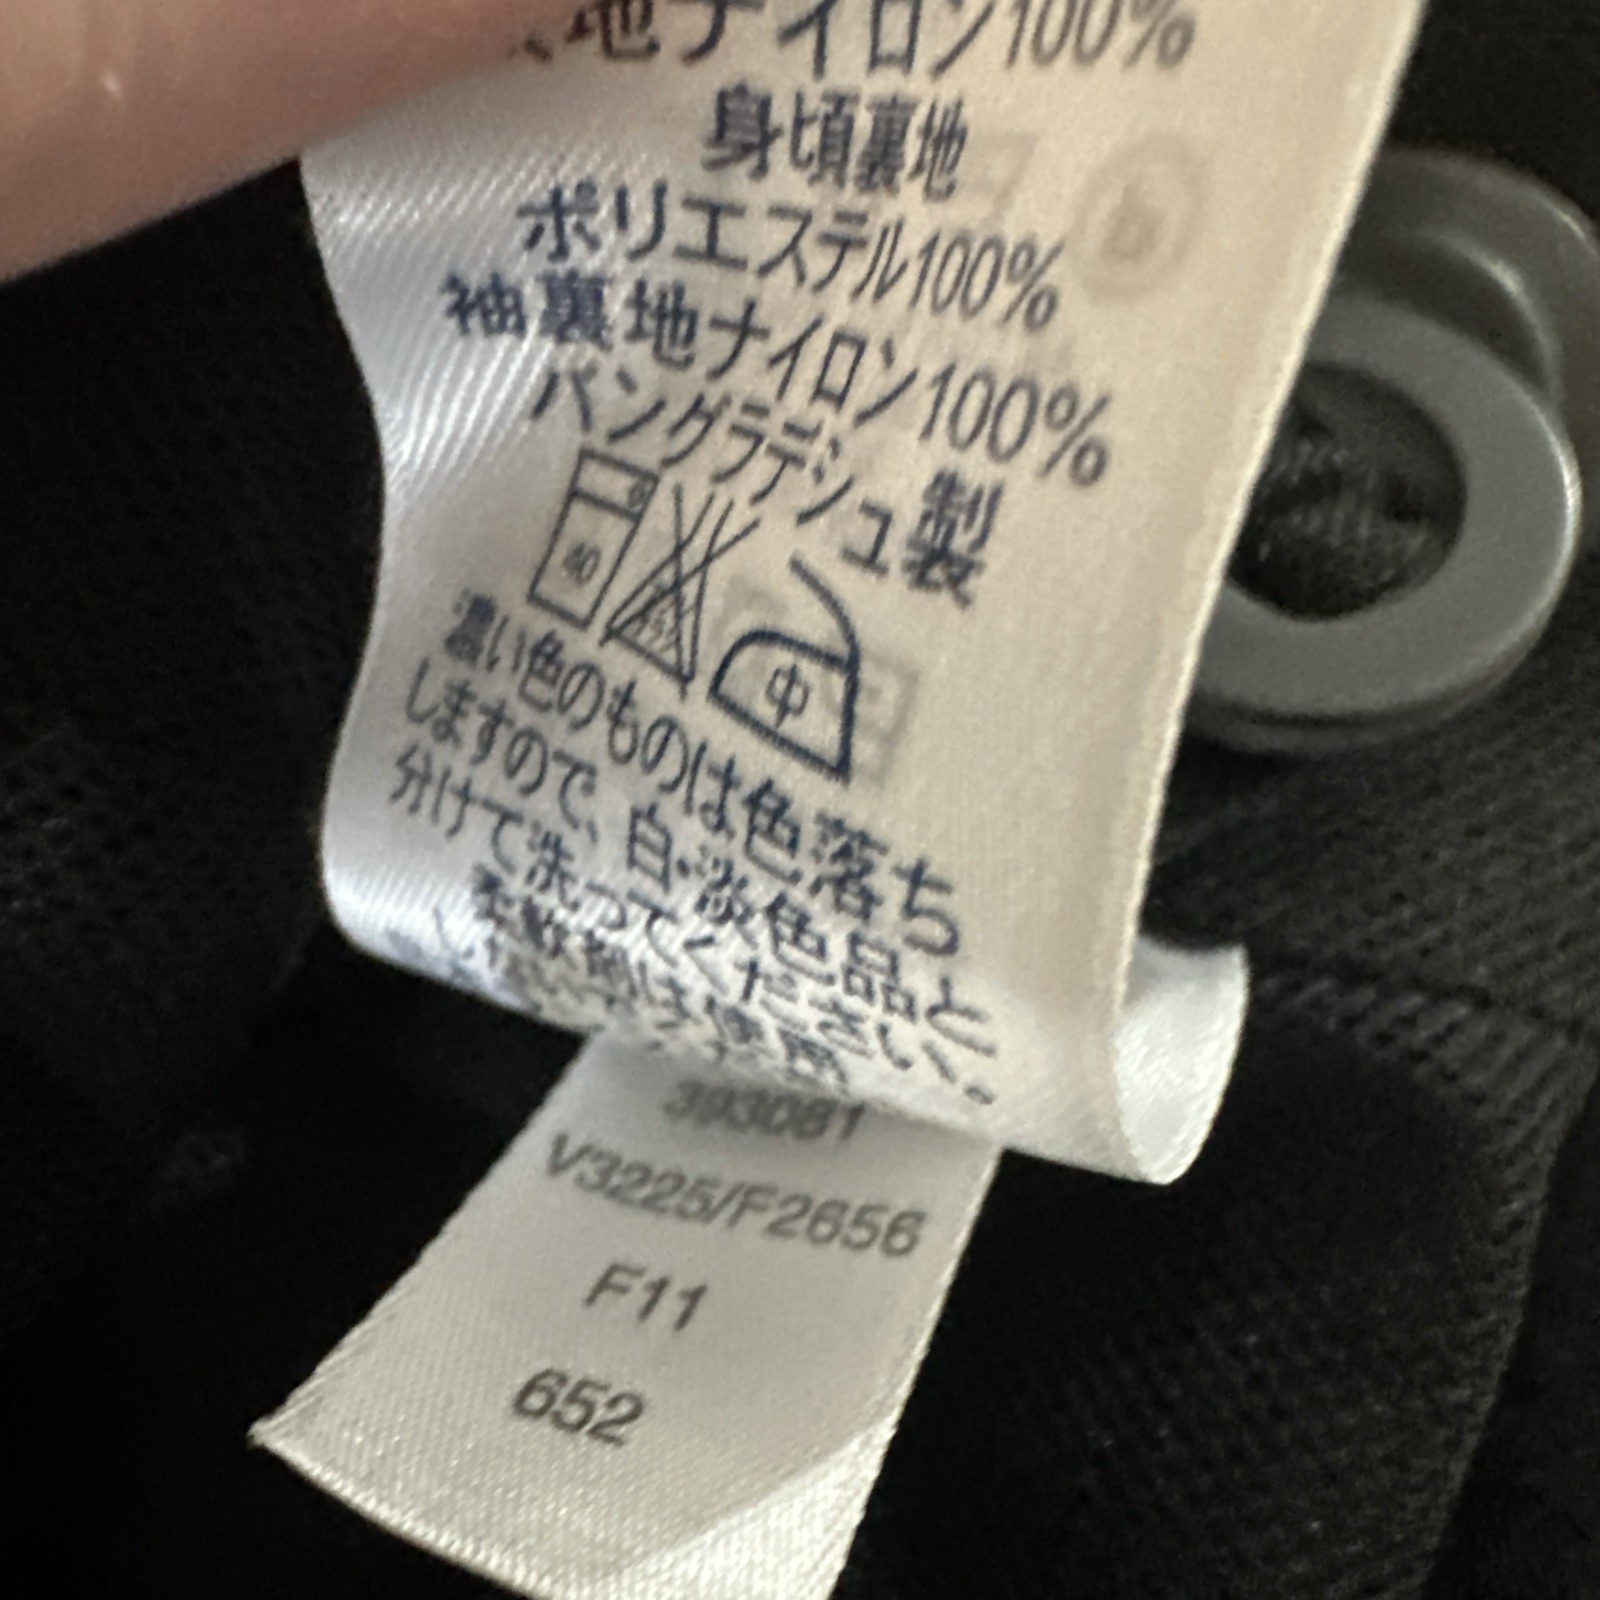 地ナイロン100%
身頃裏地
ポリエステル100%
袖裏地ナイロン100%
バングラデシュ製
40
中
濃い色のものは色落ち
しますので、白・淡色品と
分けて洗ってください。
393081
V3225/F2656
F11
652